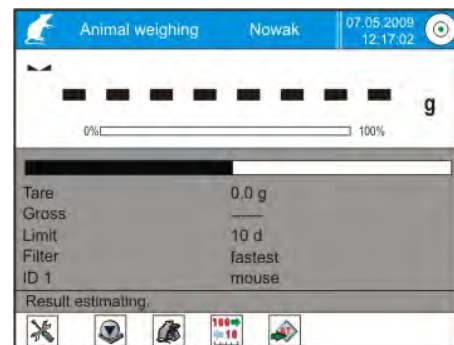 Animal weighing Nowak 07.05.2009
12:17:02
g
0% 100%
Tare 0.0 g
Gross
Limit 10 d
Filter fastest
ID 1 mouse
Result estimating.
100
10